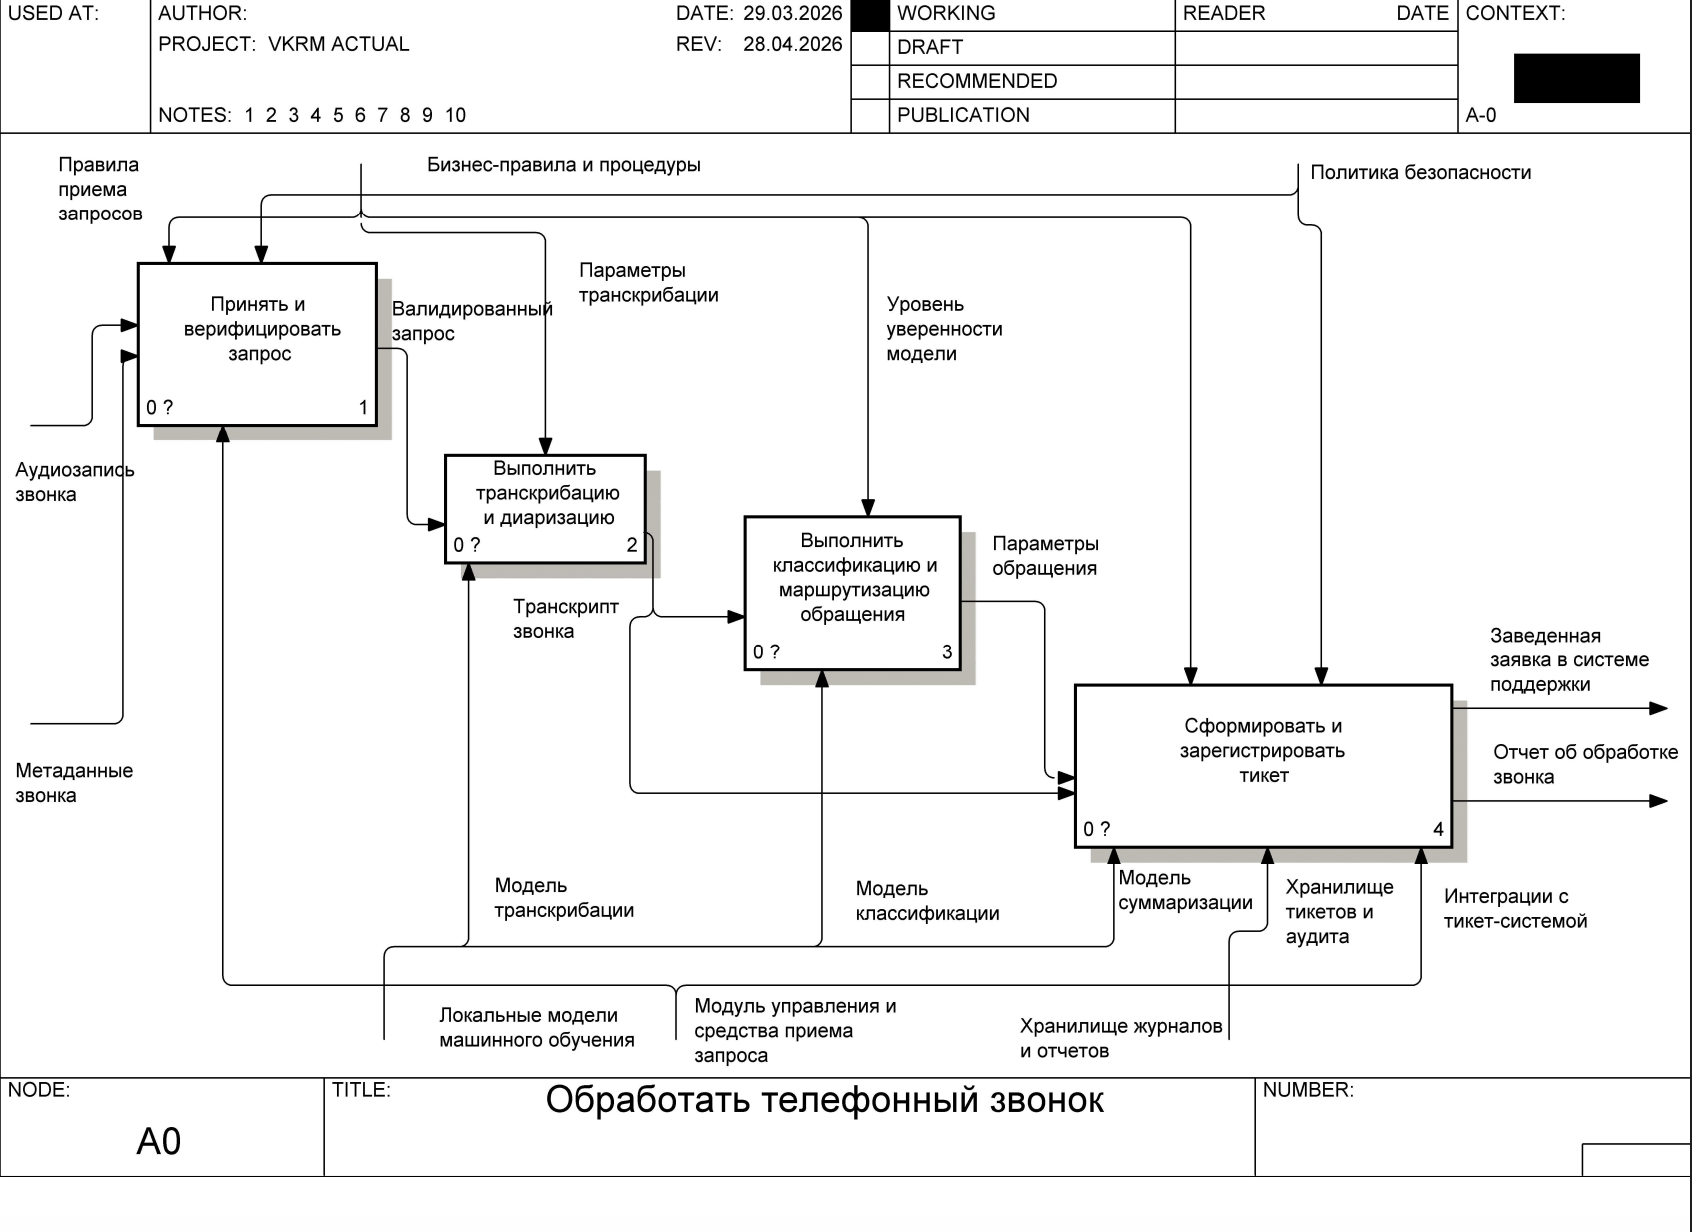 USED AT:
AUTHOR:
DATE: 29.03.2026
PROJECT: VKRM ACTUAL
REV: 28.04.2026
NOTES: 1 2 3 4 5 6 7 8 9 10
WORKING
DRAFT
RECOMMENDED
PUBLICATION
READER DATE
CONTEXT:
A-0
Правила
приема
запросов
Бизнес-правила и процедуры
Политика безопасности
Принять и
верифицировать
запрос
0 ? 1
Валидированный
запрос
Параметры
транскрибации
Уровень
уверенности
модели
Аудиозапись
звонка
Выполнить
транскрибацию
и диаризацию
0 ? 2
Транскрипт
звонка
Выполнить
классификацию и
маршрутизацию
обращения
0 ? 3
Параметры
обращения
Заведенная
заявка в системе
поддержки
Сформировать и
зарегистрировать
тикет
0 ? 4
Отчет об обработке
звонка
Метаданные
звонка
Модель
транскрибации
Модель
классификации
Модель
суммаризации
Хранилище
тикетов и
аудита
Интеграции с
тикет-системой
Локальные модели
машинного обучения
Модуль управления и
средства приема
запроса
Хранилище журналов
и отчетов
NODE:
A0
TITLE:
Обработать телефонный звонок
NUMBER: